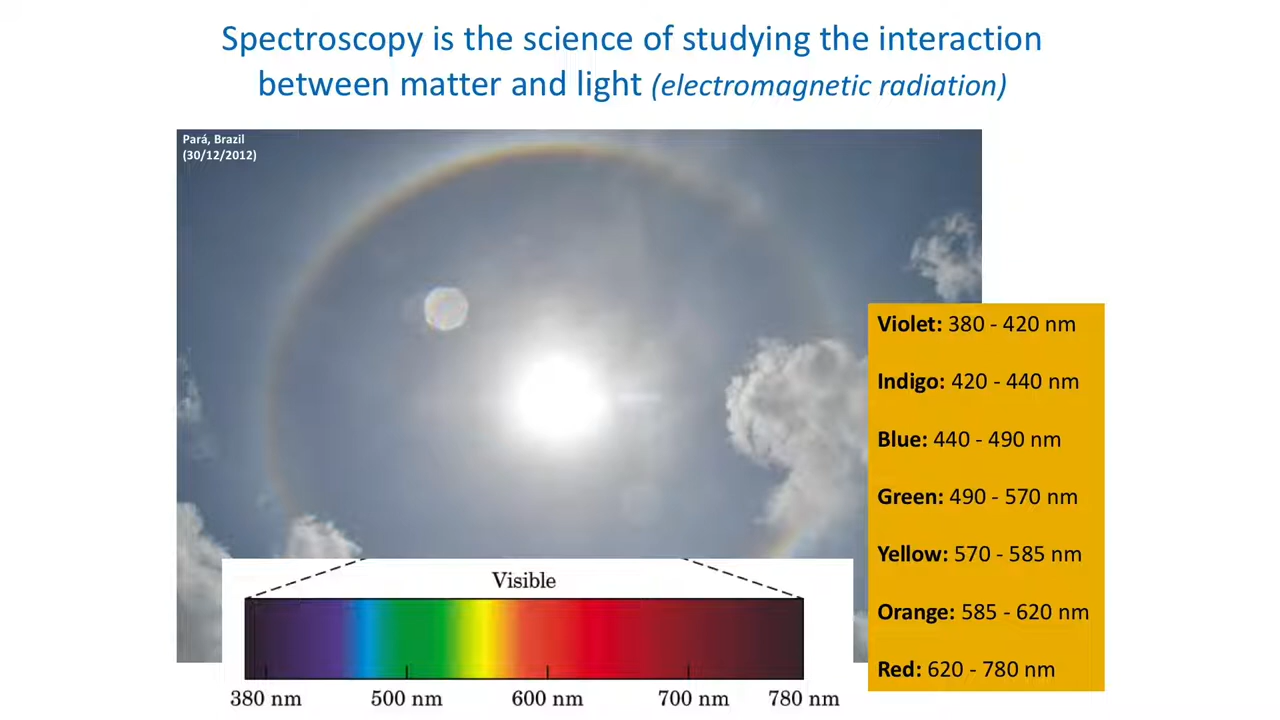 Spectroscopy is the science of studying the interaction
between matter and light (electromagnetic radiation)
Pará, Brazil
(30/12/2012)
Violet: 380 - 420 nm
Indigo: 420 - 440 nm
Blue: 440 - 490 nm
Green: 490 - 570 nm
Yellow: 570 - 585 nm
Orange: 585 - 620 nm
Red: 620 - 780 nm
Visible
380 nm 500 nm 600 nm 700 nm 780 nm